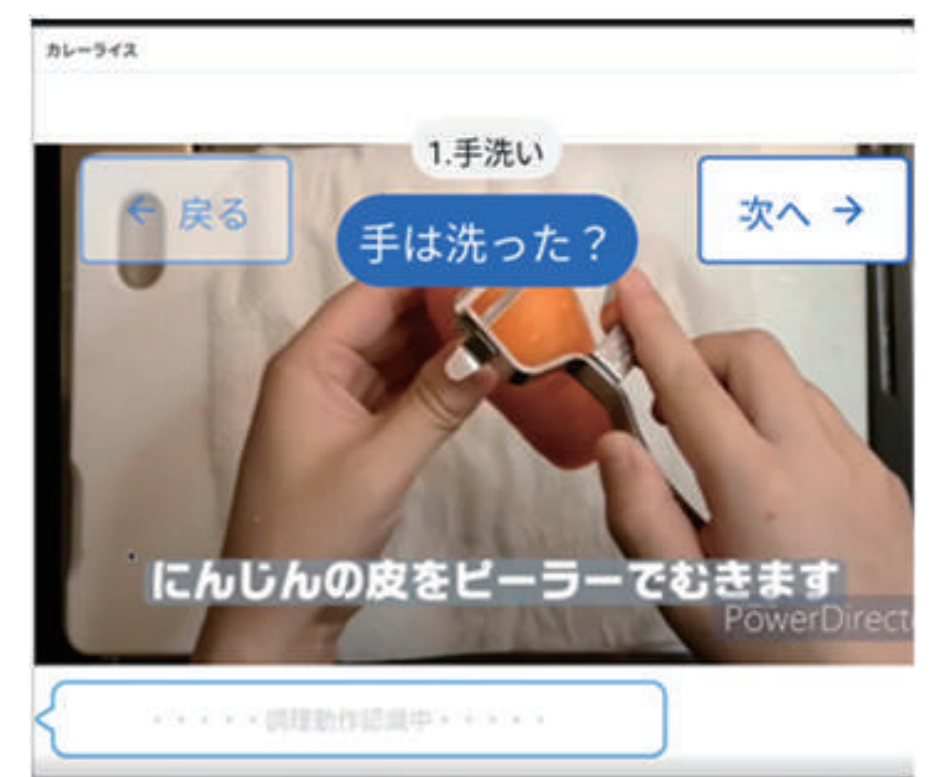 カレーライス
1.手洗い
← 戻る
手は洗った？
次へ →
にんじんの皮をピーラーでむきます
PowerDirect
・・・・・調理動作認識中・・・・・